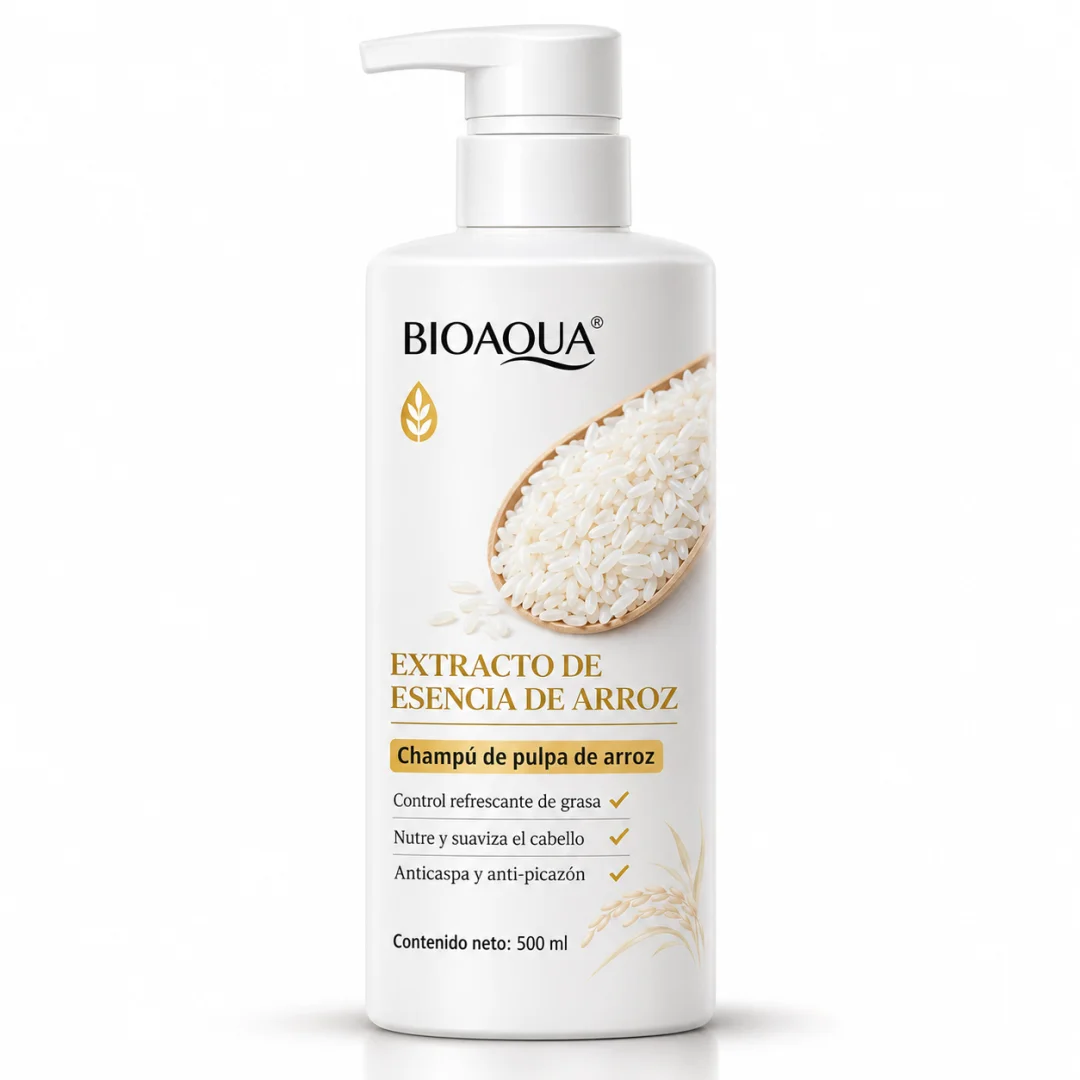 BIOAQUA®
EXTRACTO DE
ESENCIA DE ARROZ
Champú de pulpa de arroz
Control refrescante de grasa
Nutre y suaviza el cabello
Anticaspa y anti-picazón
Contenido neto: 500 ml